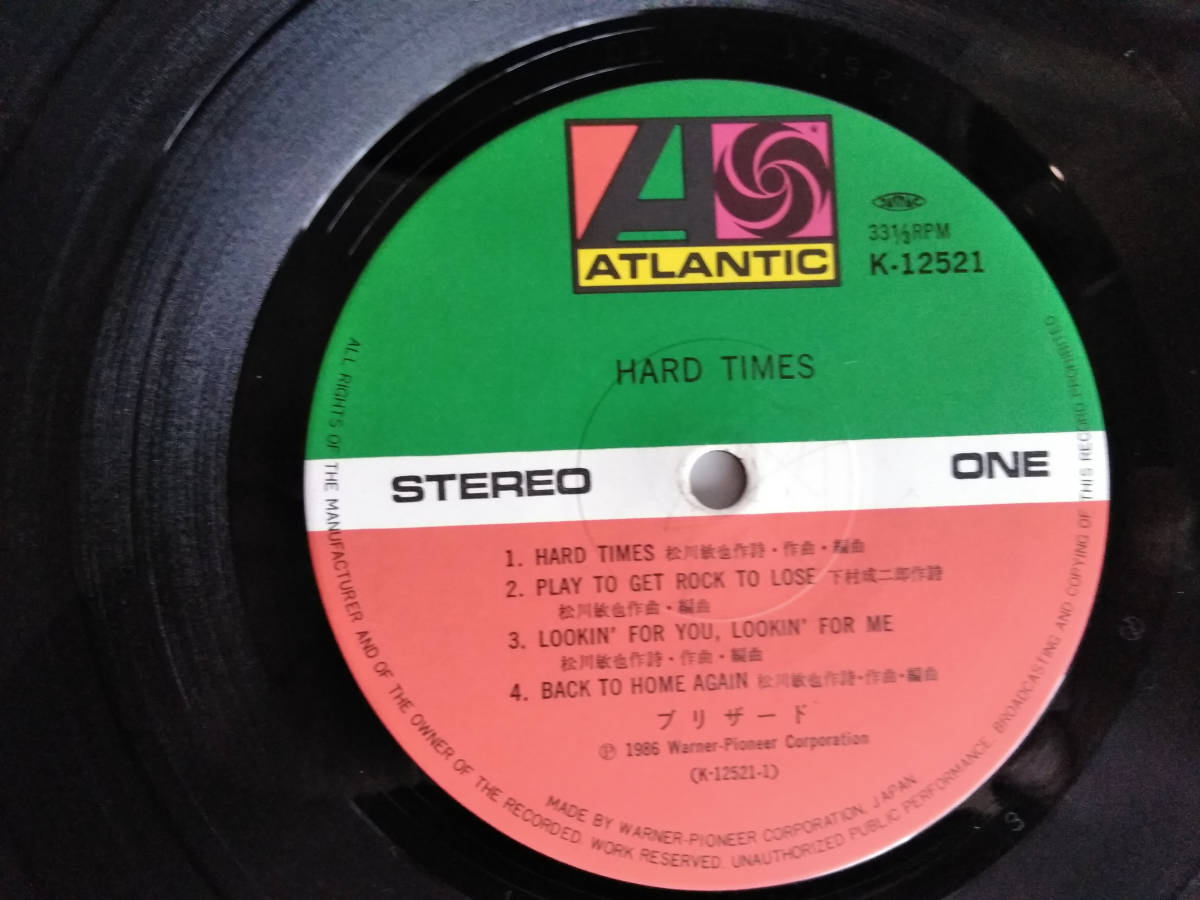 ATLANTIC
33⅓RPM
K-12521
HARD TIMES
STEREO
ONE
1. HARD TIMES 松川敏也作詩・作曲・編曲
2. PLAY TO GET ROCK TO LOSE 下村成二郎作詩
松川敏也作曲・編曲
3. LOOKIN' FOR YOU, LOOKIN' FOR ME
松川敏也作詩・作曲・編曲
4. BACK TO HOME AGAIN 松川敏也作詩・作曲・編曲
ブリザード
Ⓟ 1986 Warner-Pioneer Corporation
(K-12521-1)
MADE BY WARNER-PIONEER CORPORATION, JAPAN
ALL RIGHTS OF THE MANUFACTURER AND OF THE OWNER OF THE RECORDED WORK RESERVED. UNAUTHORIZED PUBLIC PERFORMANCE, BROADCASTING AND COPYING OF THIS RECORD PROHIBITED